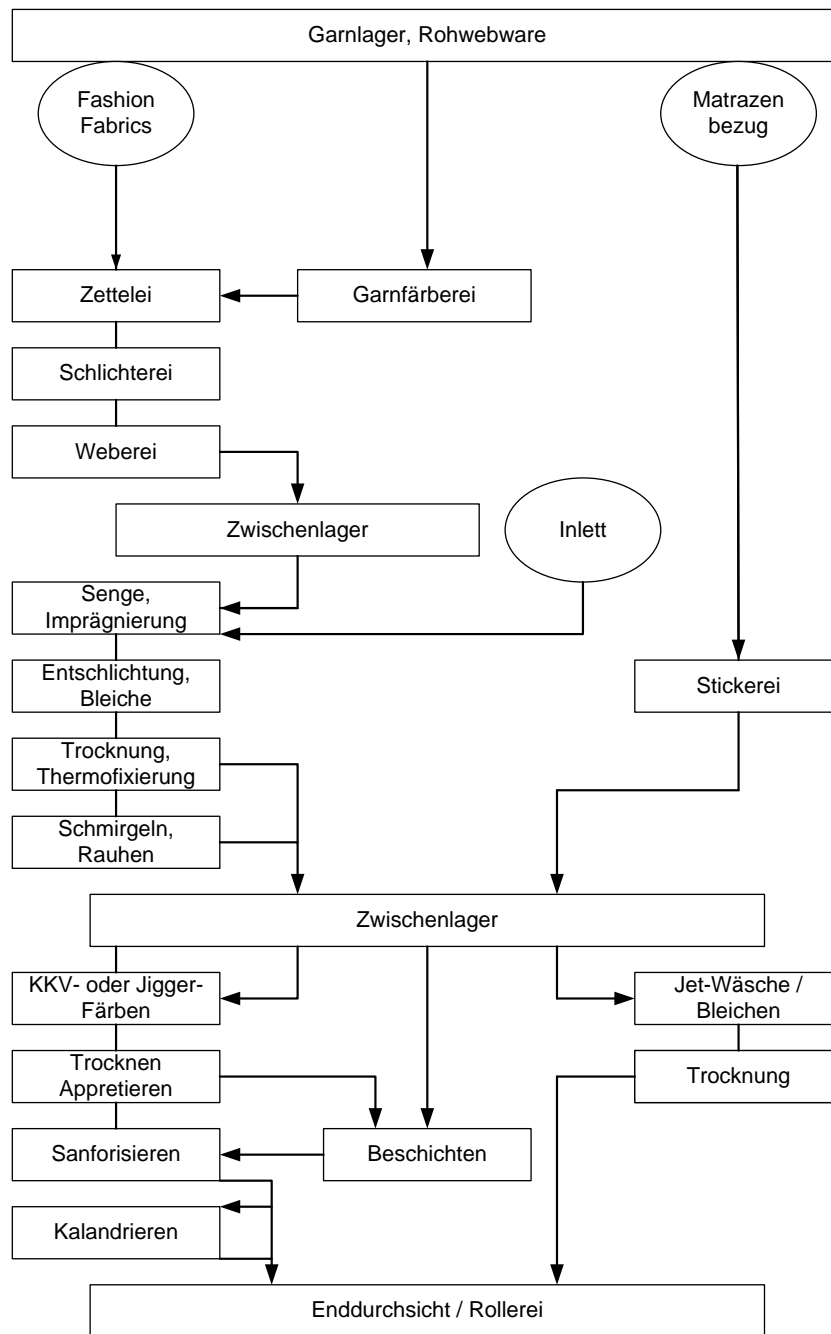 Garnlager, Rohwebware
Fashion
Fabrics
Matrazen
bezug
Zettelei
Garnfärberei
Schlichterei
Weberei
Zwischenlager
Inlett
Senge,
Imprägnierung
Entschlichtung,
Bleiche
Stickerei
Trocknung,
Thermofixierung
Schmirgeln,
Rauhen
Zwischenlager
KKV- oder Jigger-
Färben
Jet-Wäsche /
Bleichen
Trocknen
Appretieren
Trocknung
Sanforisieren
Beschichten
Kalandrieren
Enddurchsicht / Rollerei